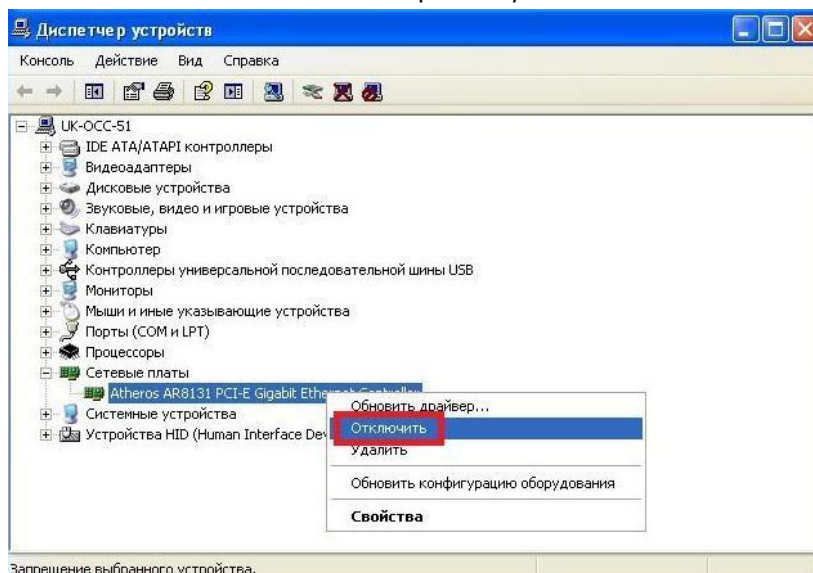 Диспетчер устройств
Консоль Действие Вид Справка
UK-OCC-51
IDE ATA/ATAPI контроллеры
Видеоадаптеры
Дисковые устройства
Звуковые, видео и игровые устройства
Клавиатуры
Компьютер
Контроллеры универсальной последовательной шины USB
Мониторы
Мыши и иные указывающие устройства
Порты (COM и LPT)
Процессоры
Сетевые платы
Atheros AR8131 PCI-E Gigabit Ethernet Controller
Системные устройства
Устройства HID (Human Interface Dev
Обновить драйвер...
Отключить
Удалить
Обновить конфигурацию оборудования
Свойства
Запрещение выбранного устройства.